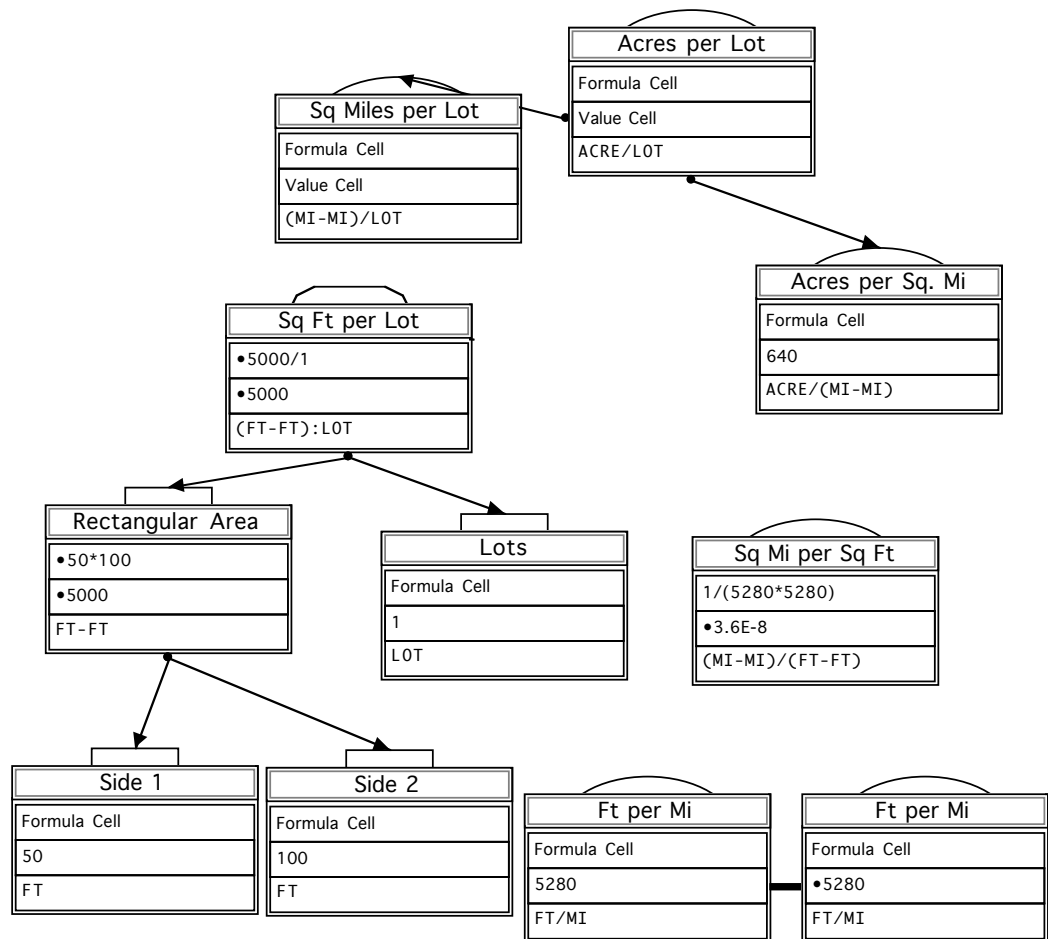 Acres per Lot
Formula Cell
Value Cell
ACRE/LOT
Sq Miles per Lot
Formula Cell
Value Cell
(MI-MI)/LOT
Acres per Sq. Mi
Formula Cell
640
ACRE/(MI-MI)
Sq Ft per Lot
•5000/1
•5000
(FT-FT):LOT
Rectangular Area
•50*100
•5000
FT-FT
Lots
Formula Cell
1
LOT
Sq Mi per Sq Ft
1/(5280*5280)
•3.6E-8
(MI-MI)/(FT-FT)
Side 1
Formula Cell
50
FT
Side 2
Formula Cell
100
FT
Ft per Mi
Formula Cell
5280
FT/MI
Ft per Mi
Formula Cell
•5280
FT/MI